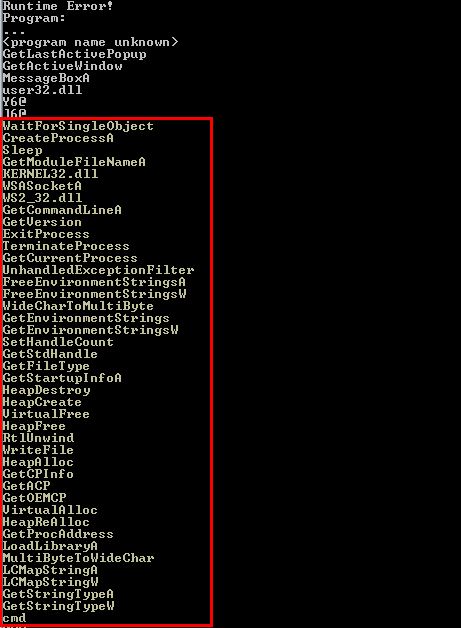 Runtime Error!
Program:
...
<program name unknown>
GetLastActivePopup
GetActiveWindow
MessageBoxA
user32.dll
Y6@
J6@
WaitForSingleObject
CreateProcessA
Sleep
GetModuleFileNameA
KERNEL32.dll
WSASocketA
WS2_32.dll
GetCommandLineA
GetVersion
ExitProcess
TerminateProcess
GetCurrentProcess
UnhandledExceptionFilter
FreeEnvironmentStringsA
FreeEnvironmentStringsW
WideCharToMultiByte
GetEnvironmentStrings
GetEnvironmentStringsW
SetHandleCount
GetStdHandle
GetFileType
GetStartupInfoA
HeapDestroy
HeapCreate
VirtualFree
HeapFree
RtlUnwind
WriteFile
HeapAlloc
GetCPInfo
GetACP
GetOEMCP
VirtualAlloc
HeapReAlloc
GetProcAddress
LoadLibraryA
MultiByteToWideChar
LCMapStringA
LCMapStringW
GetStringTypeA
GetStringTypeW
cmd